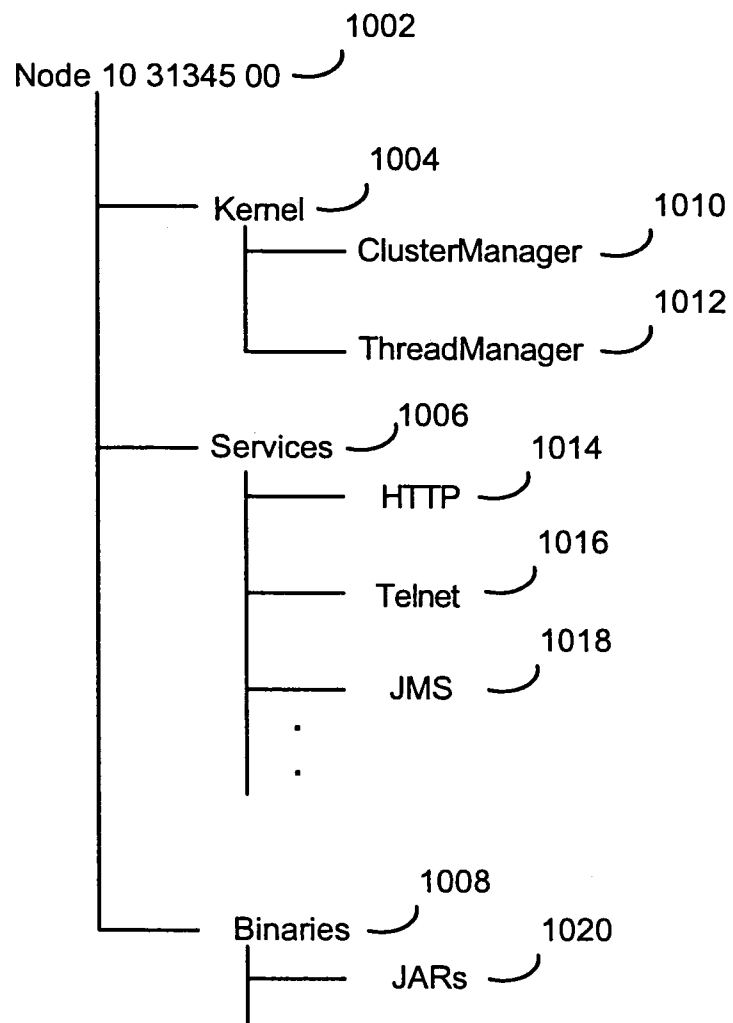 1002
Node 10 31345 00
1004
Kernel
1010
ClusterManager
1012
ThreadManager
1006
Services
1014
HTTP
1016
Telnet
1018
JMS
1008
Binaries
1020
JARs